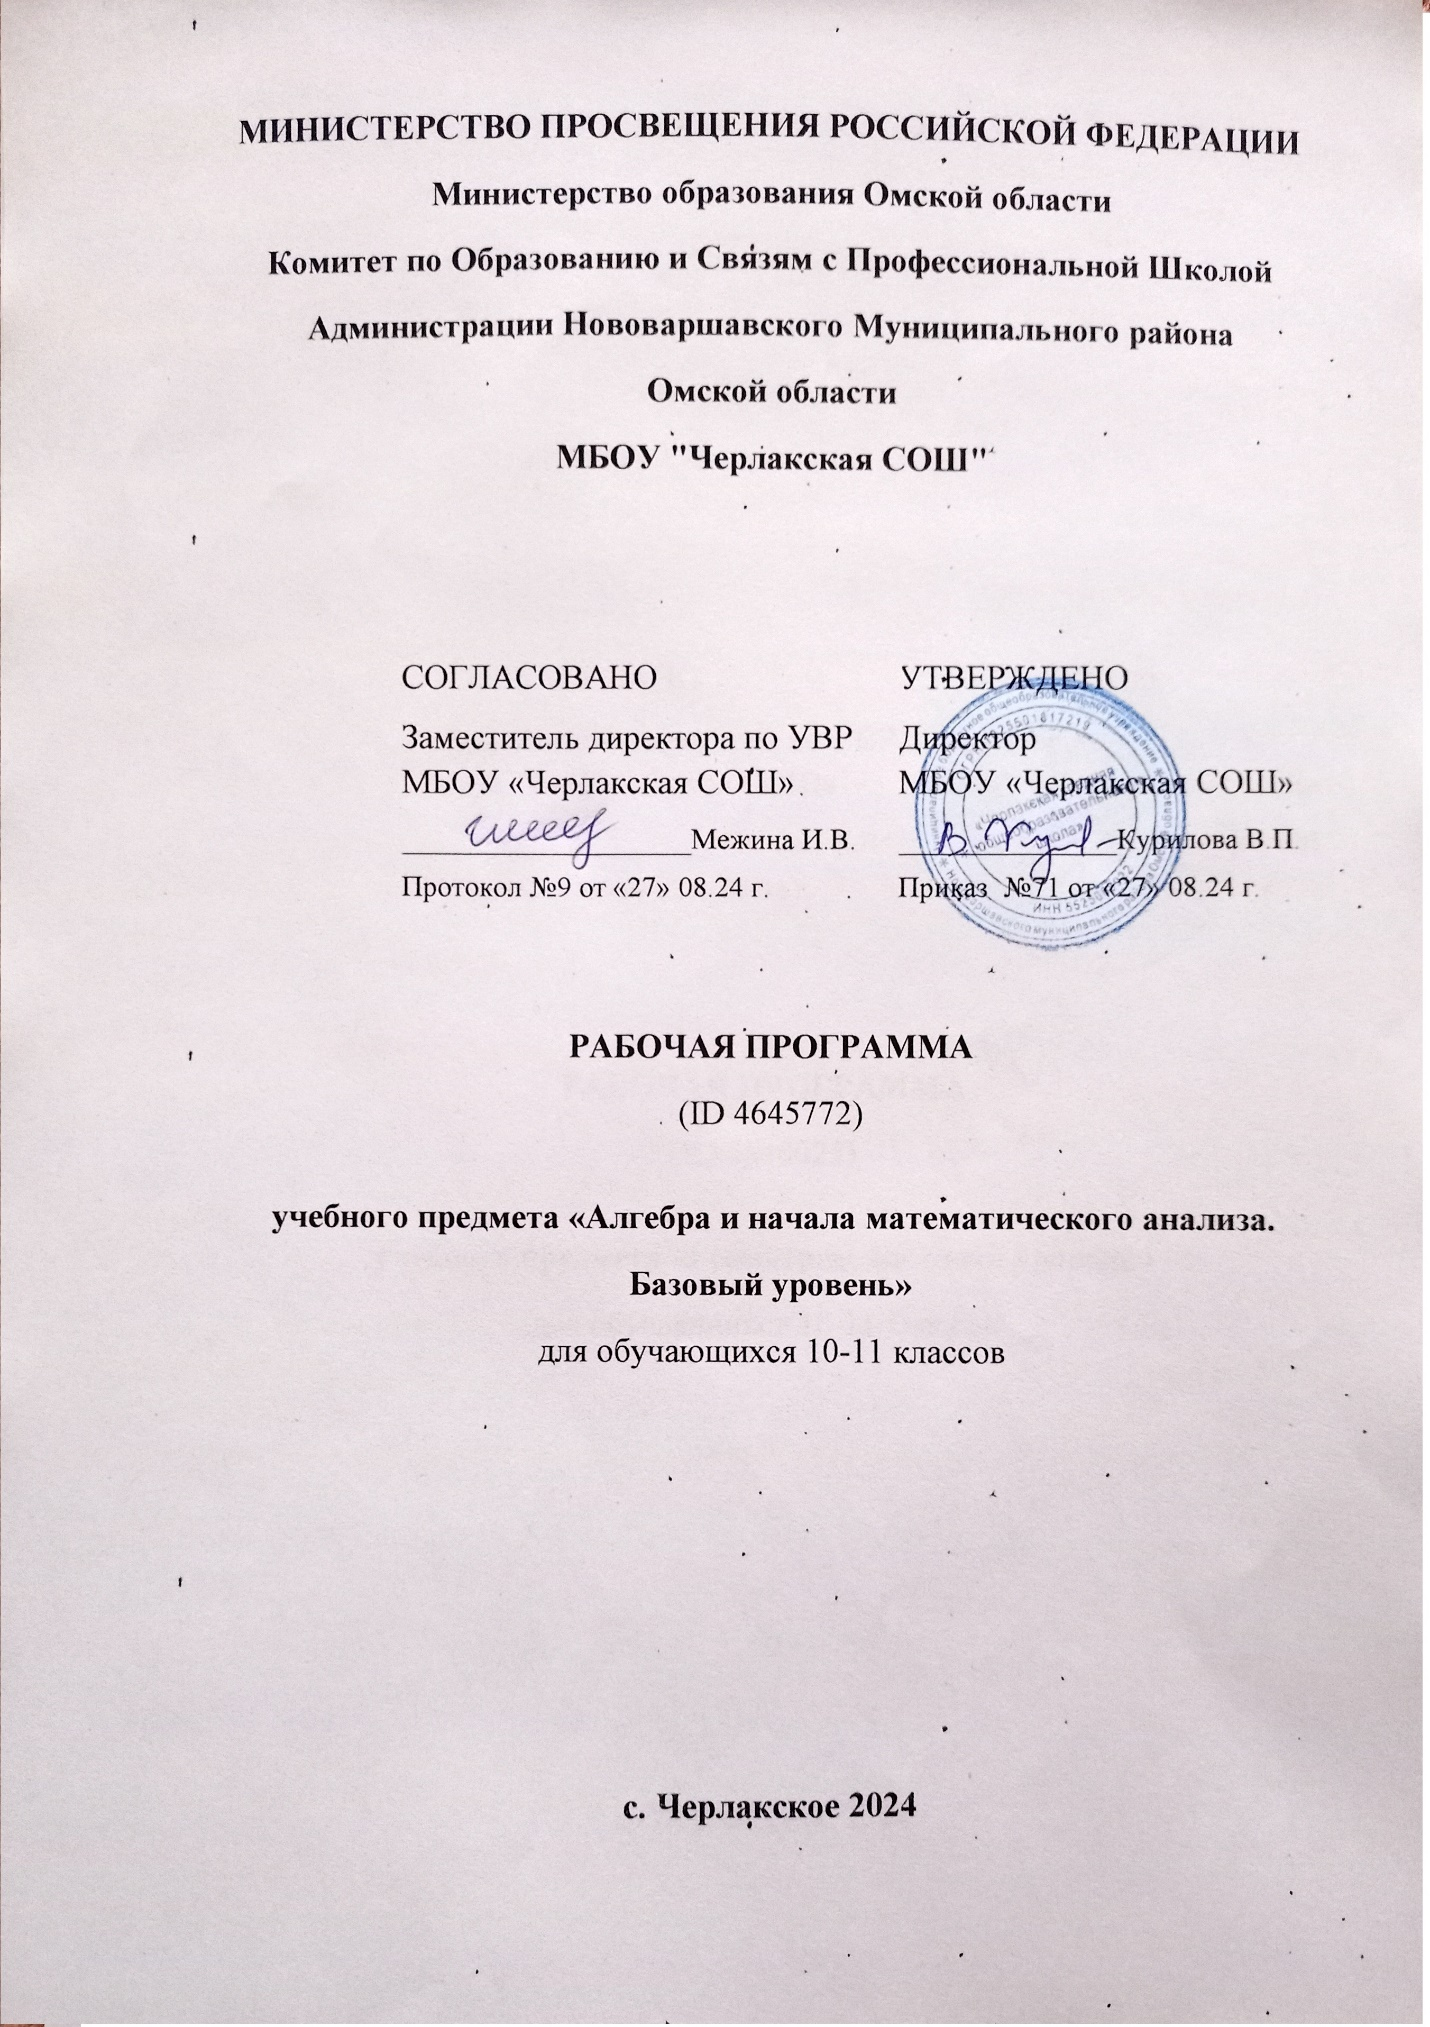 МИНИСТЕРСТВО ПРОСВЕЩЕНИЯ РОССИЙСКОЙ ФЕДЕРАЦИИ
Министерство образования Омской области
Комитет по Образованию и Связям с Профессиональной Школой
Администрации Нововаршавского Муниципального района
Омской области
МБОУ "Черлакская СОШ"
СОГЛАСОВАНО
Заместитель директора по УВР
МБОУ «Черлакская СОШ»
Межина И.В.
Протокол №9 от «27» 08.24 г.
УТВЕРЖДЕНО
Директор
МБОУ «Черлакская СОШ»
Курилова В.П.
Приказ №71 от «27» 08.24 г.
РАБОЧАЯ ПРОГРАММА
(ID 4645772)
учебного предмета «Алгебра и начала математического анализа.
Базовый уровень»
для обучающихся 10-11 классов
с. Черлакское 2024